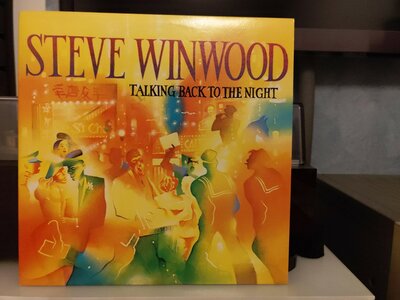 STEVE WINWOOD
TALKING BACK TO THE NIGHT